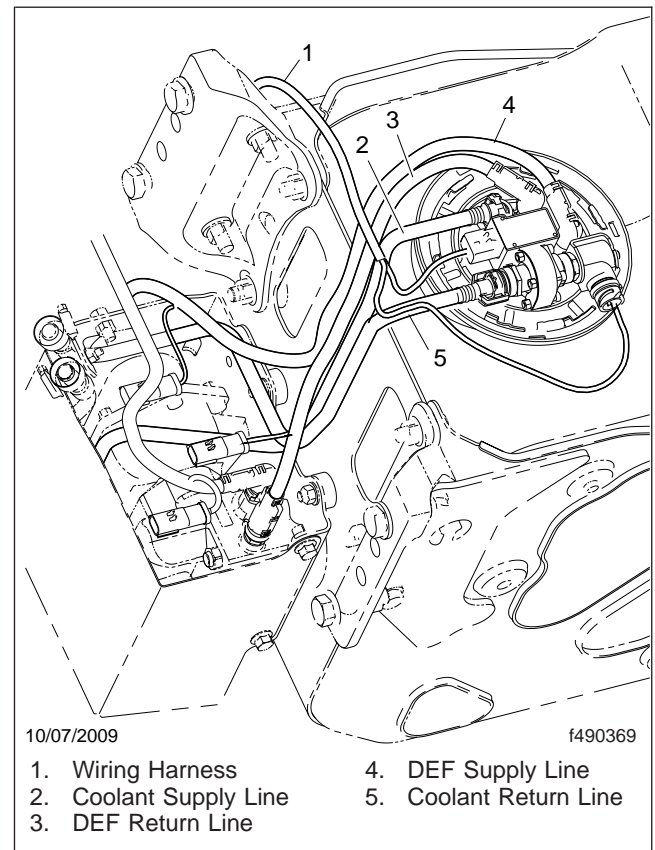 1
4
3
2
5
10/07/2009 f490369
1. Wiring Harness
2. Coolant Supply Line
3. DEF Return Line
4. DEF Supply Line
5. Coolant Return Line